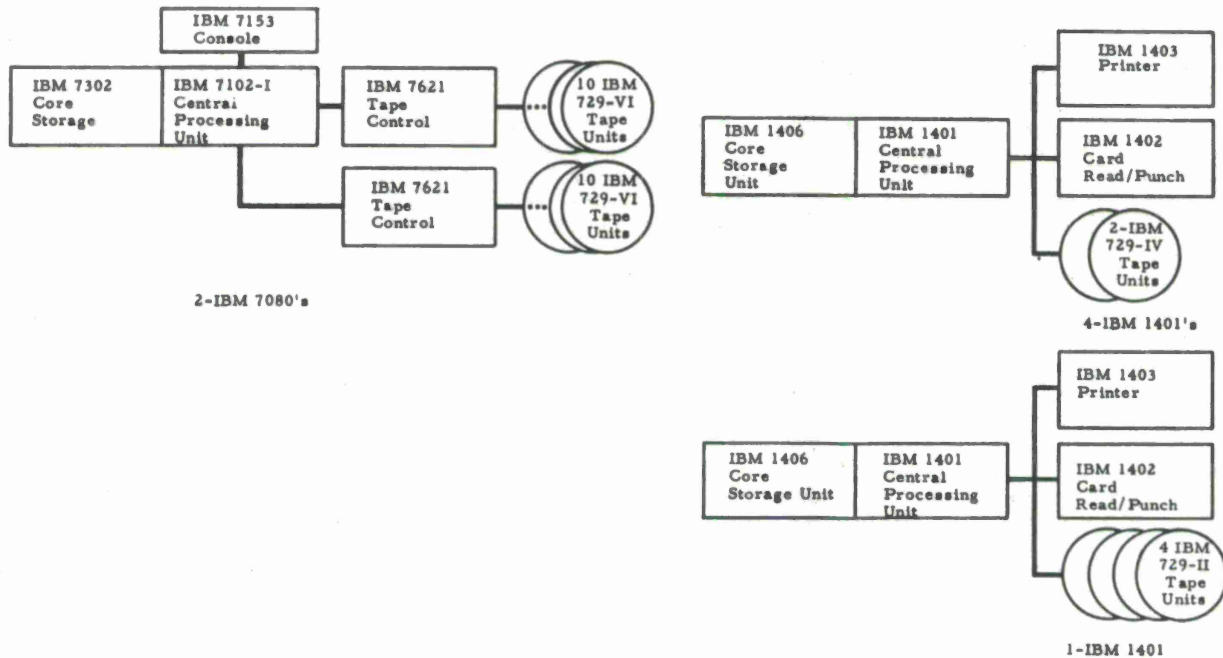 IBM 7153
Console
IBM 7302
Core
Storage
IBM 7102-I
Central
Processing
Unit
IBM 7621
Tape
Control
10 IBM
729-VI
Tape
Units
IBM 7621
Tape
Control
10 IBM
729-VI
Tape
Units
2-IBM 7080's
IBM 1406
Core
Storage
Unit
IBM 1401
Central
Processing
Unit
IBM 1403
Printer
IBM 1402
Card
Read/Punch
2-IBM
729-IV
Tape
Units
4-IBM 1401's
IBM 1406
Core
Storage Unit
IBM 1401
Central
Processing
Unit
IBM 1403
Printer
IBM 1402
Card
Read/Punch
4 IBM
729-II
Tape
Units
1-IBM 1401